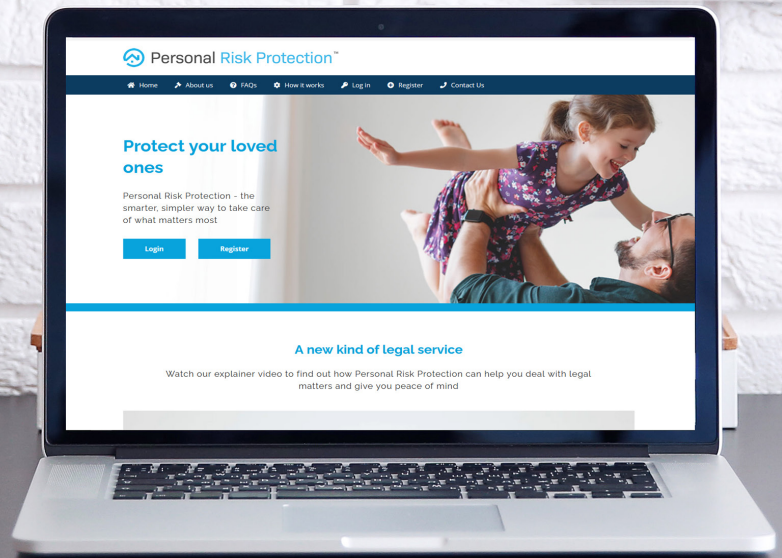 Personal Risk Protection™
Home About us FAQs How it works Log in Register Contact Us
Protect your loved
ones
Personal Risk Protection - the
smarter, simpler way to take care
of what matters most
Login Register
A new kind of legal service
Watch our explainer video to find out how Personal Risk Protection can help you deal with legal
matters and give you peace of mind